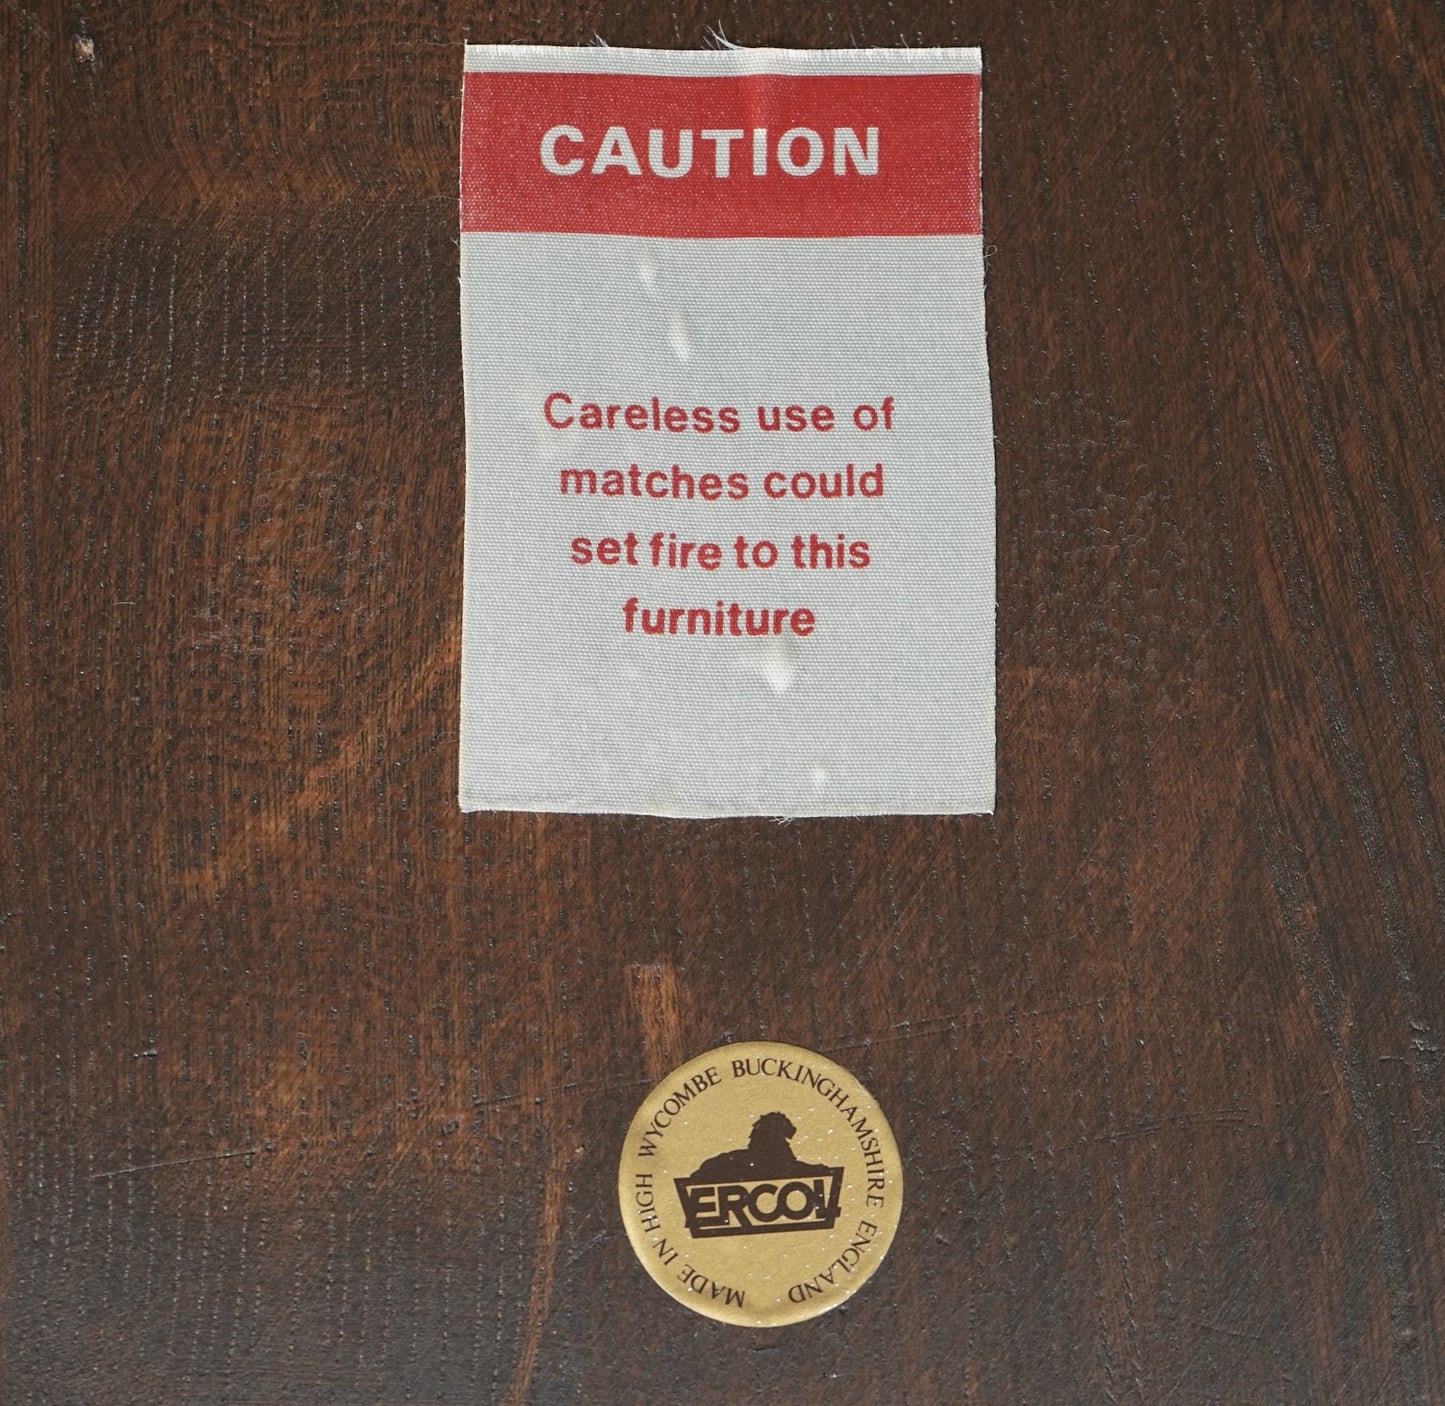 CAUTION
Careless use of
matches could
set fire to this
furniture
MADE IN HIGH WYCOMBE BUCKINGHAMSHIRE ENGLAND
ERCOL